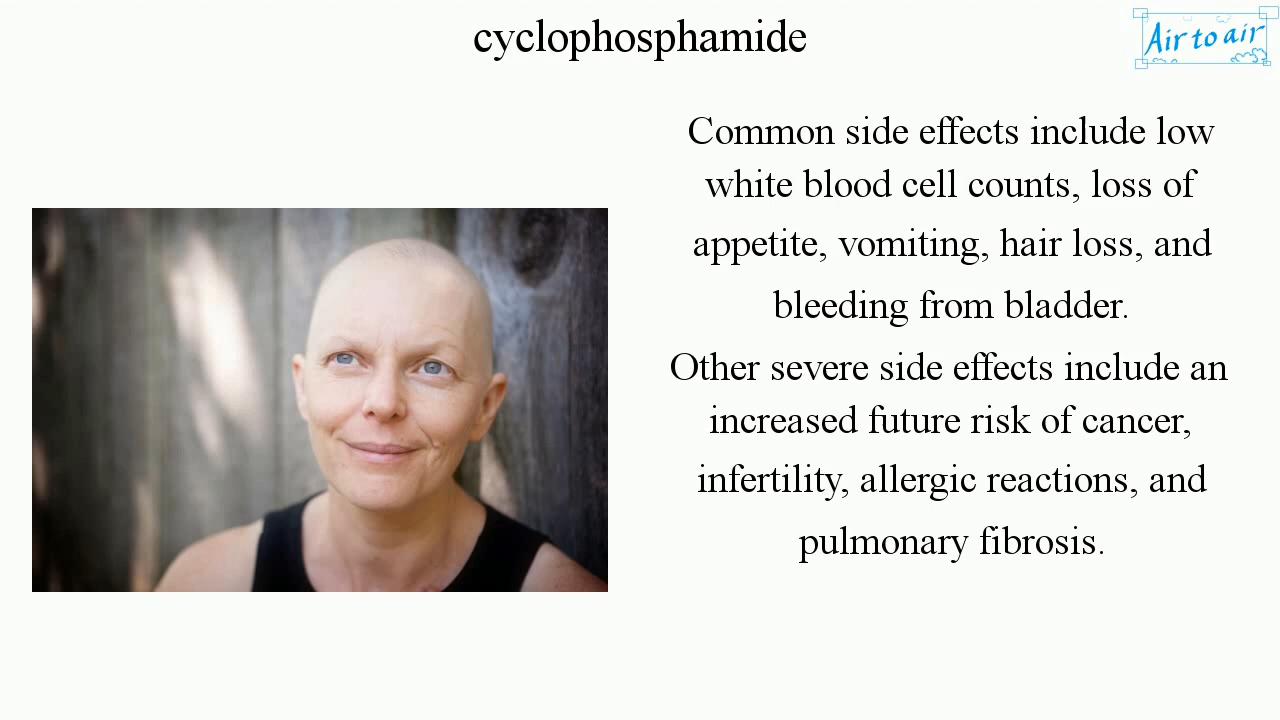 cyclophosphamide
Air to air
Common side effects include low
white blood cell counts, loss of
appetite, vomiting, hair loss, and
bleeding from bladder.
Other severe side effects include an
increased future risk of cancer,
infertility, allergic reactions, and
pulmonary fibrosis.